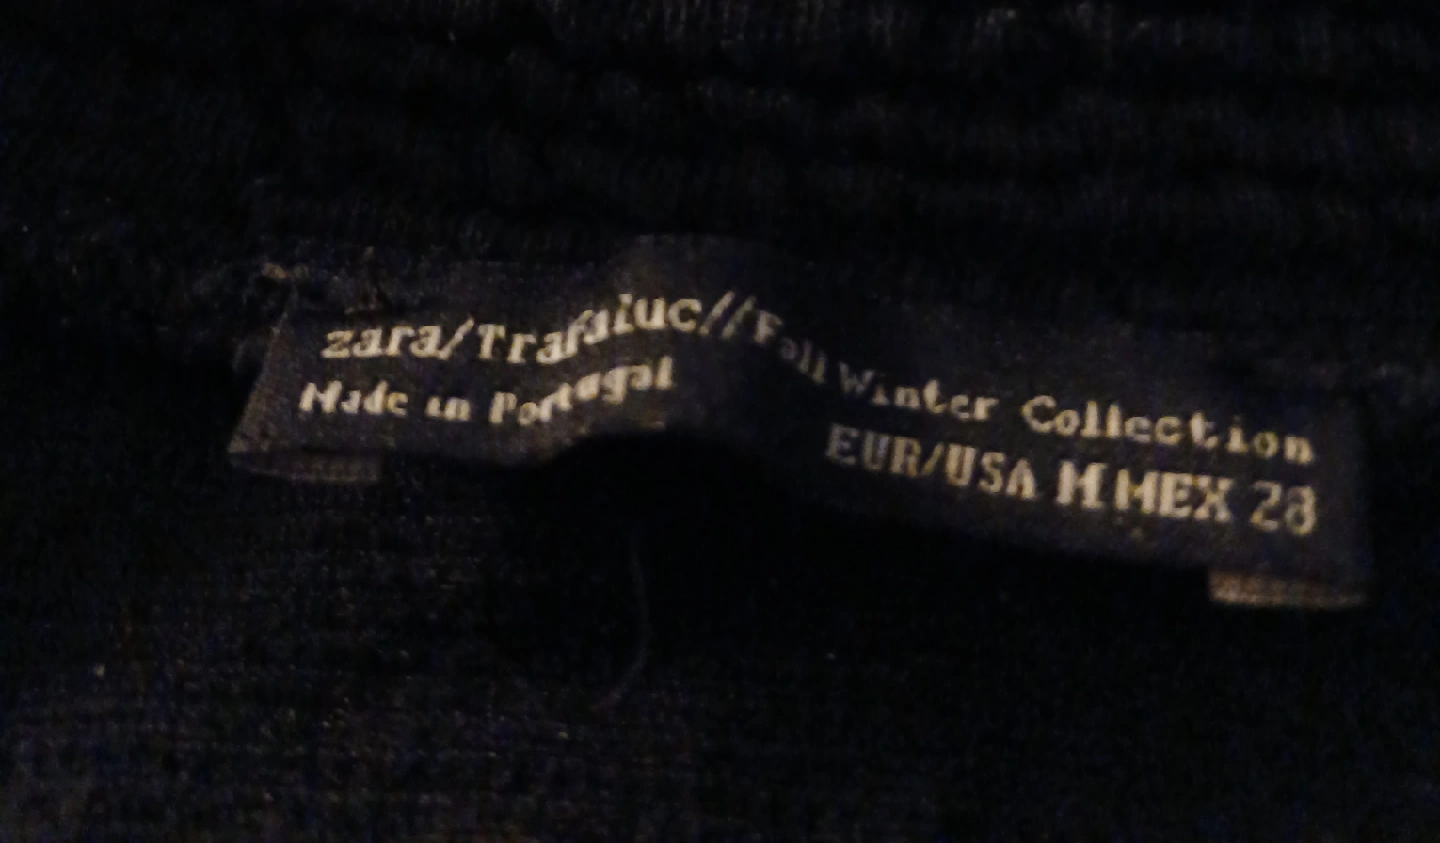 zara/Trafaluc//Fall Winter Collection
Made in Portugal EUR/USA M MEX 28